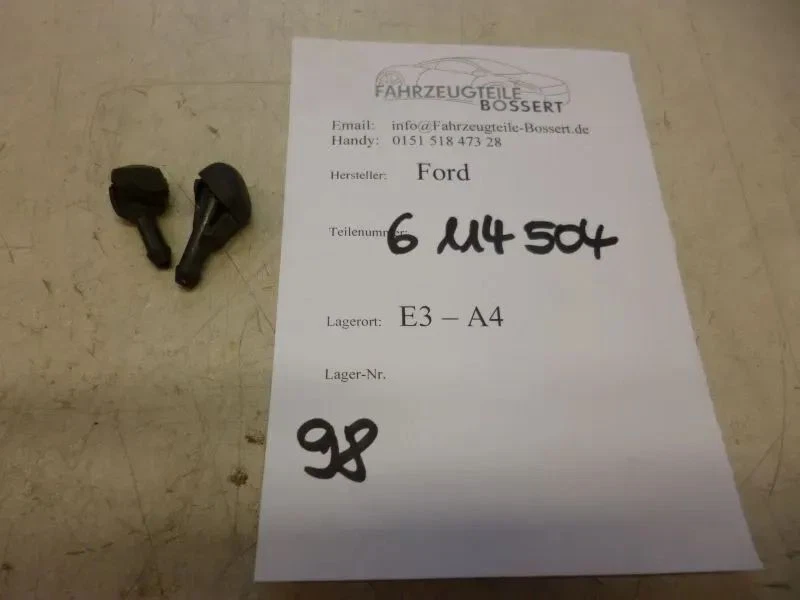 FAHRZEUGTEILE
BOSSERT
Email: info@Fahrzeugteile-Bossert.de
Handy: 0151 518 473 28
Hersteller: Ford
Teilenummer: 6 114 504
Lagerort: E3 – A4
Lager-Nr.
98